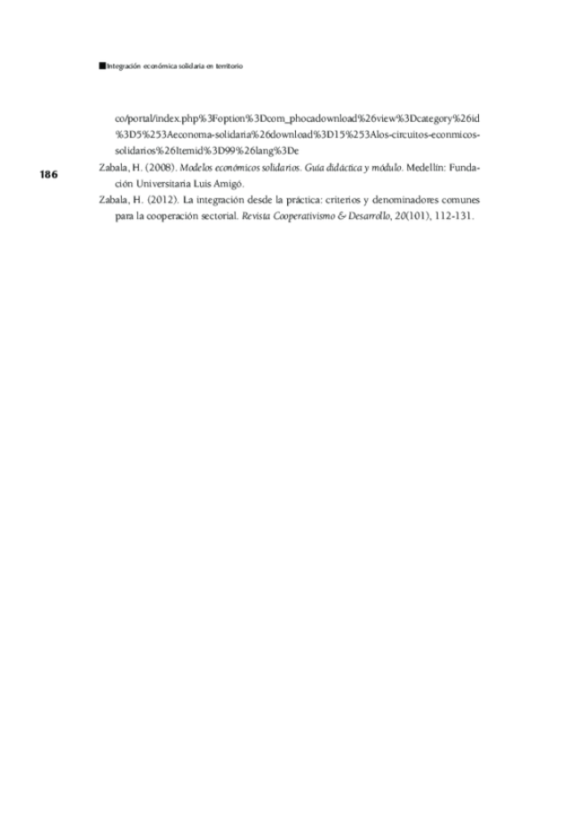 Integración económica solidaria en territorio
co/portal/index.php%3Foption%3Dcom_phocadownload%26view%3Dcategory%26id
%3D5%253Aeconoma-solidaria%26download%3D15%253Alos-circuitos-econmicos-
solidarios%26Itemid%3D99%26lang%3De
Zabala, H. (2008). Modelos económicos solidarios. Guía didáctica y módulo. Medellín: Funda-
ción Universitaria Luis Amigó.
186
Zabala, H. (2012). La integración desde la práctica: criterios y denominadores comunes
para la cooperación sectorial. Revista Cooperativismo & Desarrollo, 20(101), 112-131.